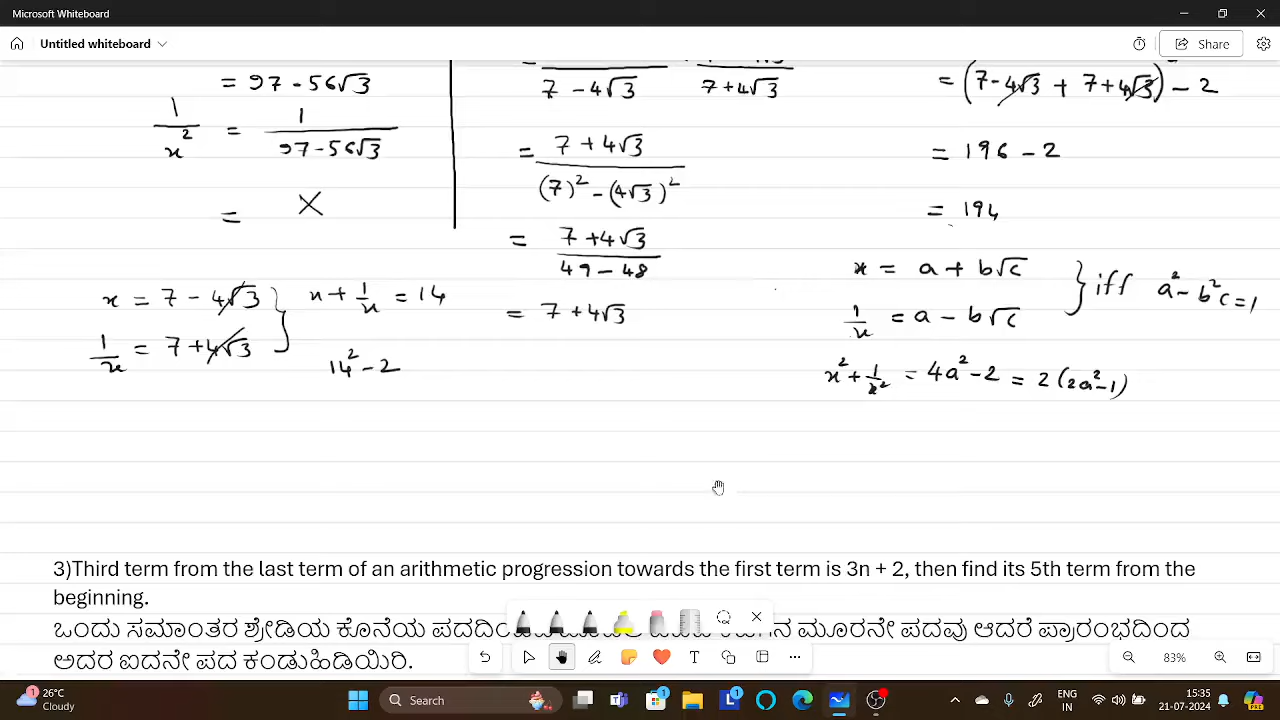 Microsoft Whiteboard
Untitled whiteboard
Share
= 97 - 56√3
1/x² = 1/(97 - 56√3)
= X
x = 7 - 4√3
1/x = 7 + 4√3
x + 1/x = 14
14² - 2
7 - 4√3 7 + 4√3
= (7 + 4√3)/((7)² - (4√3)²)
= (7 + 4√3)/(49 - 48)
= 7 + 4√3
= (7 - 4√3 + 7 + 4√3)² - 2
= 196 - 2
= 194
x = a + b√c
1/x = a - b√c
} iff a² - b²c = 1
x² + 1/x² = 4a² - 2 = 2(2a² - 1)
3)Third term from the last term of an arithmetic progression towards the first term is 3n + 2, then find its 5th term from the
beginning.
ಒಂದು ಸಮಾಂತರ ಶ್ರೇಡಿಯ ಕೊನೆಯ ಮೂರನೇ ಪದವು ಆದರೆ ಪ್ರಾರಂಭದಿಂದ
ಅದರ ಐದನೇ ಪದ ಕಂಡುಹಿಡಿಯಿರಿ.
83%
1
26°C
Cloudy
Search
ENG
IN
15:35
21-07-2024